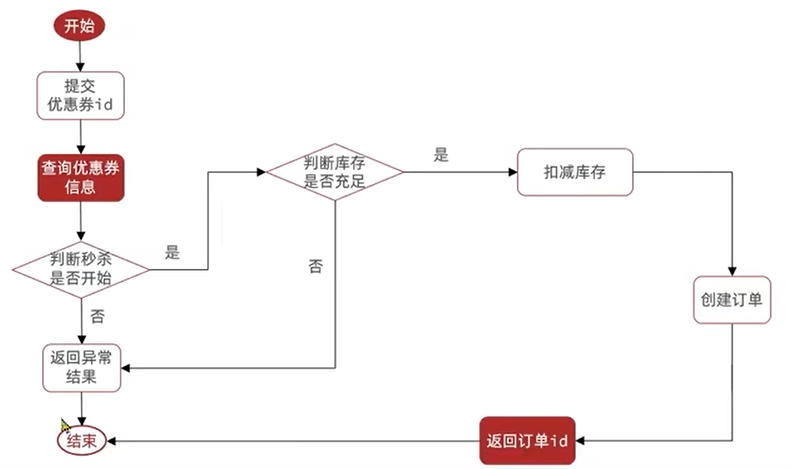 开始
提交
优惠券id
查询优惠券
信息
判断秒杀
是否开始
是
否
返回异常
结果
结束
判断库存
是否充足
是
否
扣减库存
创建订单
返回订单id